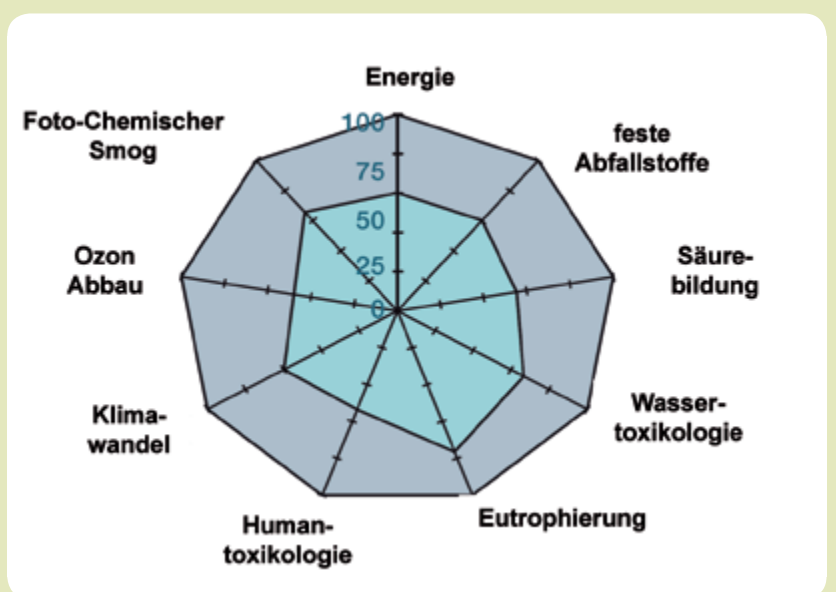 Energie
Foto-Chemischer
Smog
100
feste
Abfallstoffe
75
50
Ozon
Abbau
25
Säure-
bildung
0
Klima-
wandel
Wasser-
toxikologie
Human-
toxikologie
Eutrophierung